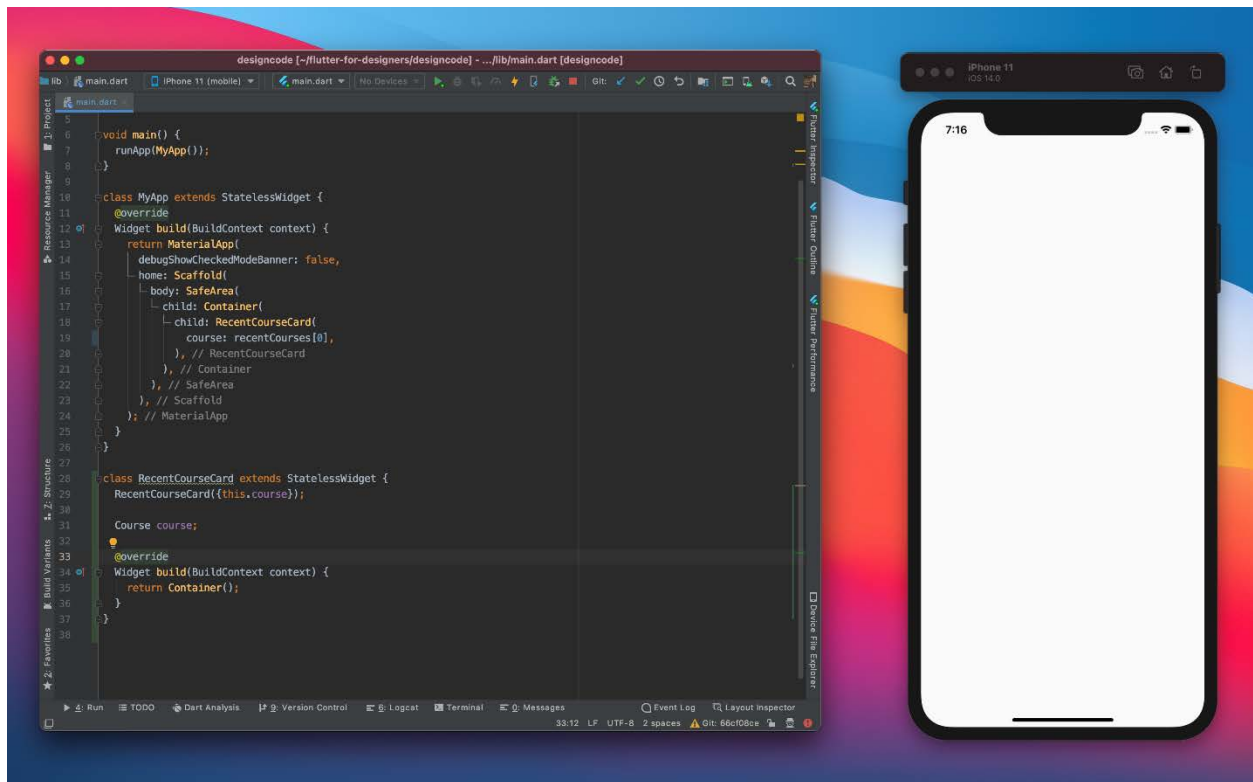 designcode [~/flutter-for-designers/designcode] - .../lib/main.dart [designcode]
lib main.dart iPhone 11 (mobile) main.dart No Devices Git:
main.dart
5
6 void main() {
7 runApp(MyApp());
8 }
9
10 class MyApp extends StatelessWidget {
11 @override
12 Widget build(BuildContext context) {
13 return MaterialApp(
14 debugShowCheckedModeBanner: false,
15 home: Scaffold(
16 body: SafeArea(
17 child: Container(
18 child: RecentCourseCard(
19 course: recentCourses[0],
20 ), // RecentCourseCard
21 ), // Container
22 ), // SafeArea
23 ), // Scaffold
24 ); // MaterialApp
25 }
26 }
27
28 class RecentCourseCard extends StatelessWidget {
29 RecentCourseCard({this.course});
30
31 Course course;
32
33 @override
34 Widget build(BuildContext context) {
35 return Container();
36 }
37 }
38
1: Project
Resource Manager
Z: Structure
Build Variants
2: Favorites
Flutter Inspector
Flutter Outline
Flutter Performance
Device File Explorer
4: Run TODO Dart Analysis 9: Version Control 6: Logcat Terminal 0: Messages Event Log Layout Inspector
33:12 LF UTF-8 2 spaces Git: 66cf08ce
iPhone 11
iOS 14.0
7:16